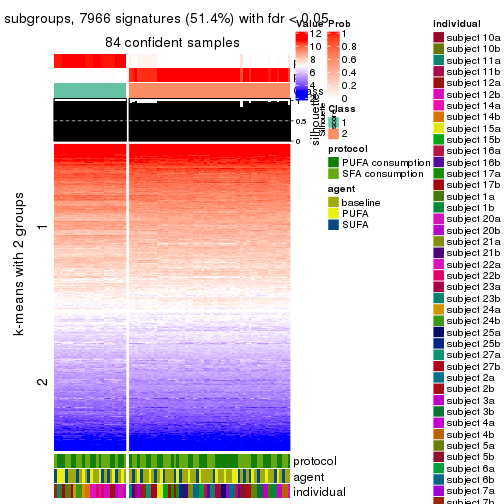 subgroups, 7966 signatures (51.4%) with fdr < 0.05
84 confident samples
k-means with 2 groups
1
2
protocol
agent
individual
Value
12
10
8
6
4
Prob
1
0.8
0.6
0.4
0.2
0
1
0.5
0
Class
1
2
protocol
PUFA consumption
SFA consumption
agent
baseline
PUFA
SUFA
individual
subject 10a
subject 10b
subject 11a
subject 11b
subject 12a
subject 12b
subject 14a
subject 14b
subject 15a
subject 15b
subject 16a
subject 16b
subject 17a
subject 17b
subject 1a
subject 1b
subject 20a
subject 20b
subject 21a
subject 21b
subject 22a
subject 22b
subject 23a
subject 23b
subject 24a
subject 24b
subject 25a
subject 25b
subject 27a
subject 27b
subject 2a
subject 2b
subject 3a
subject 3b
subject 4a
subject 4b
subject 5a
subject 5b
subject 6a
subject 6b
subject 7a
subject 7b